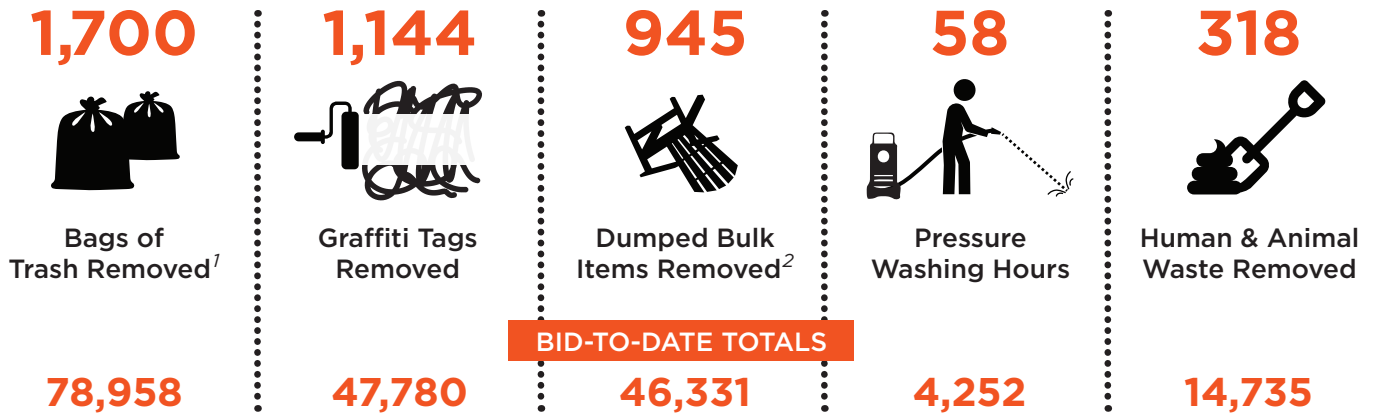 1,700
1,144
945
58
318
Bags of
Trash Removed1
Graffiti Tags
Removed
Dumped Bulk
Items Removed2
Pressure
Washing Hours
Human & Animal
Waste Removed
BID-TO-DATE TOTALS
78,958
47,780
46,331
4,252
14,735